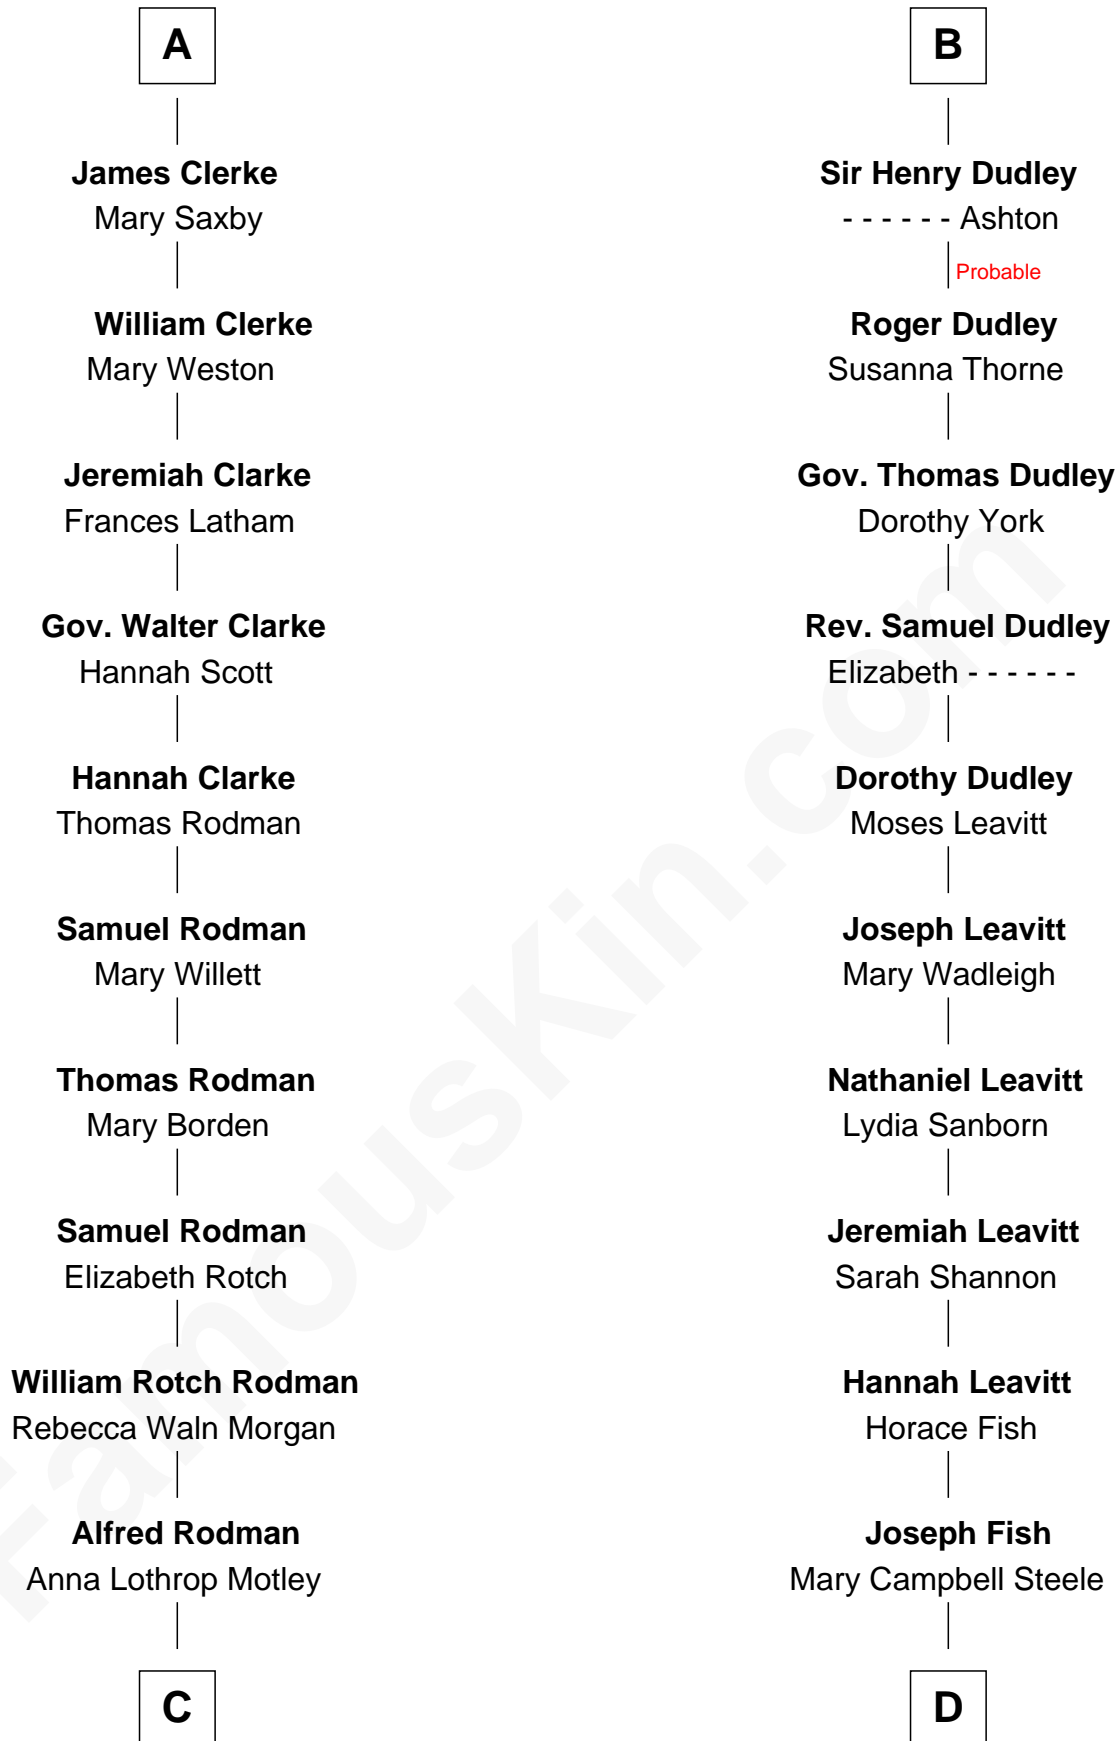 A
James Clerke
Mary Saxby
William Clerke
Mary Weston
Jeremiah Clarke
Frances Latham
Gov. Walter Clarke
Hannah Scott
Hannah Clarke
Thomas Rodman
Samuel Rodman
Mary Willett
Thomas Rodman
Mary Borden
Samuel Rodman
Elizabeth Rotch
William Rotch Rodman
Rebecca Waln Morgan
Alfred Rodman
Anna Lothrop Motley
C
B
Sir Henry Dudley
- - - - - - Ashton
Probable
Roger Dudley
Susanna Thorne
Gov. Thomas Dudley
Dorothy York
Rev. Samuel Dudley
Elizabeth - - - - - -
Dorothy Dudley
Moses Leavitt
Joseph Leavitt
Mary Wadleigh
Nathaniel Leavitt
Lydia Sanborn
Jeremiah Leavitt
Sarah Shannon
Hannah Leavitt
Horace Fish
Joseph Fish
Mary Campbell Steele
D
FamousKin.com